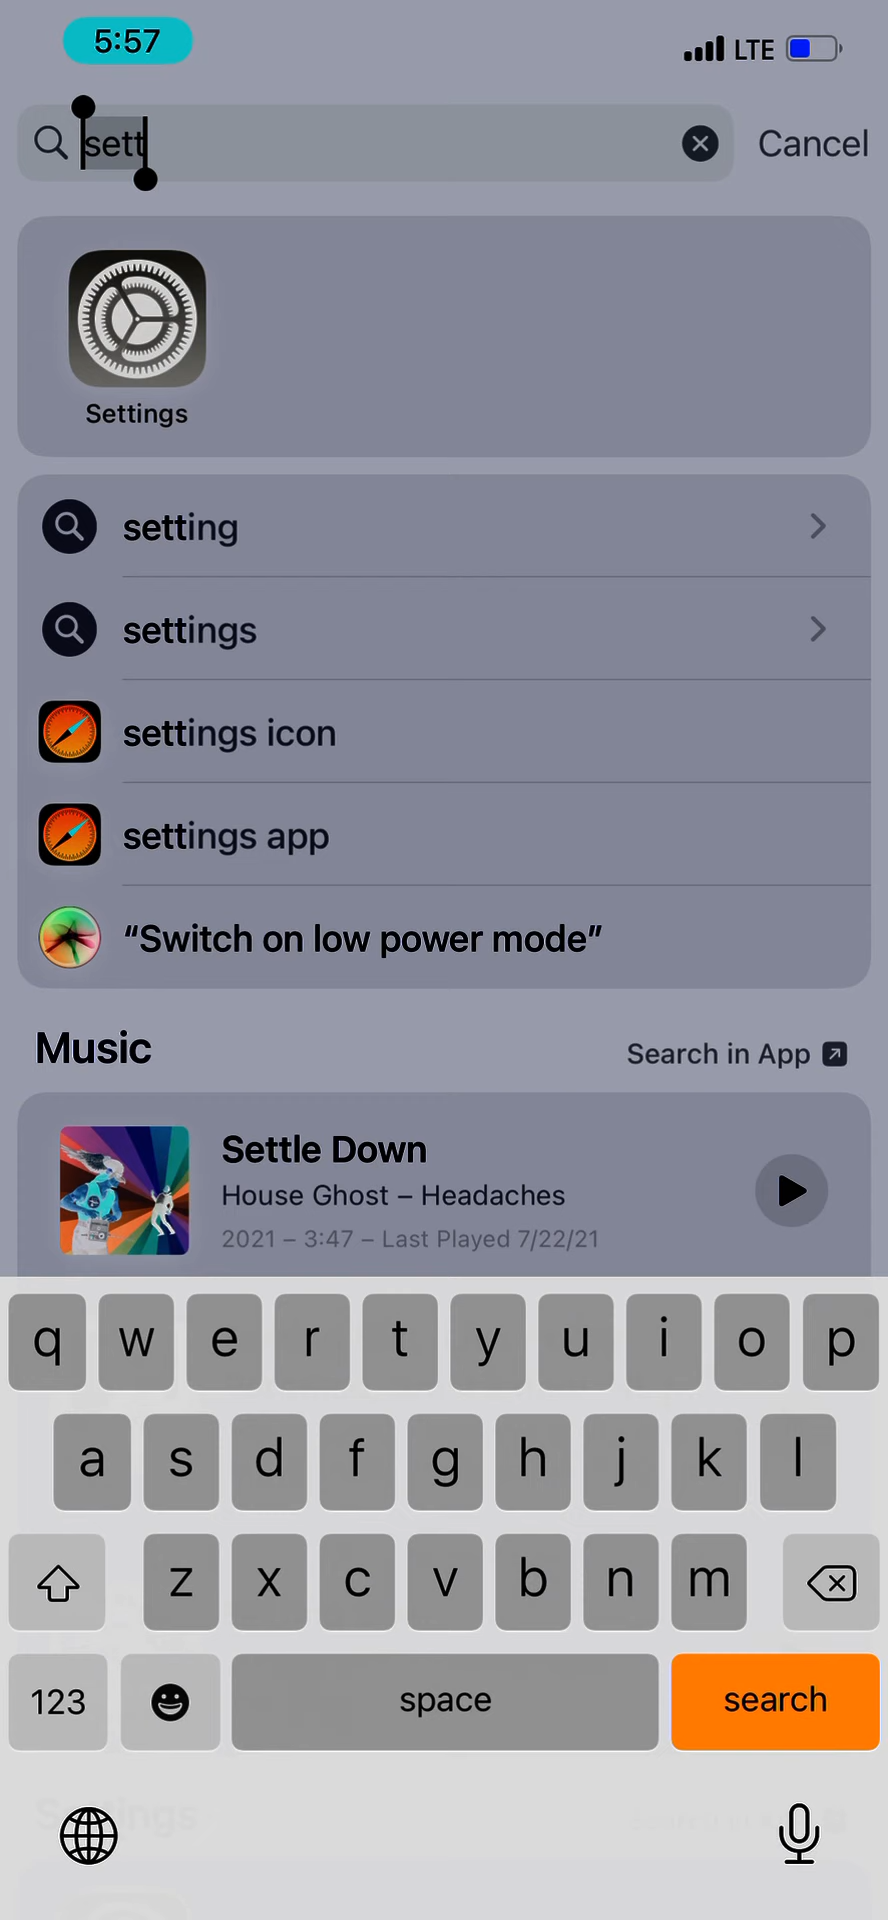 5:57
LTE
sett
Cancel
Settings
setting
settings
settings icon
settings app
“Switch on low power mode”
Music
Search in App
Settle Down
House Ghost – Headaches
2021 – 3:47 – Last Played 7/22/21
q w e r t y u i o p
a s d f g h j k l
z x c v b n m
123
space
search
Settings